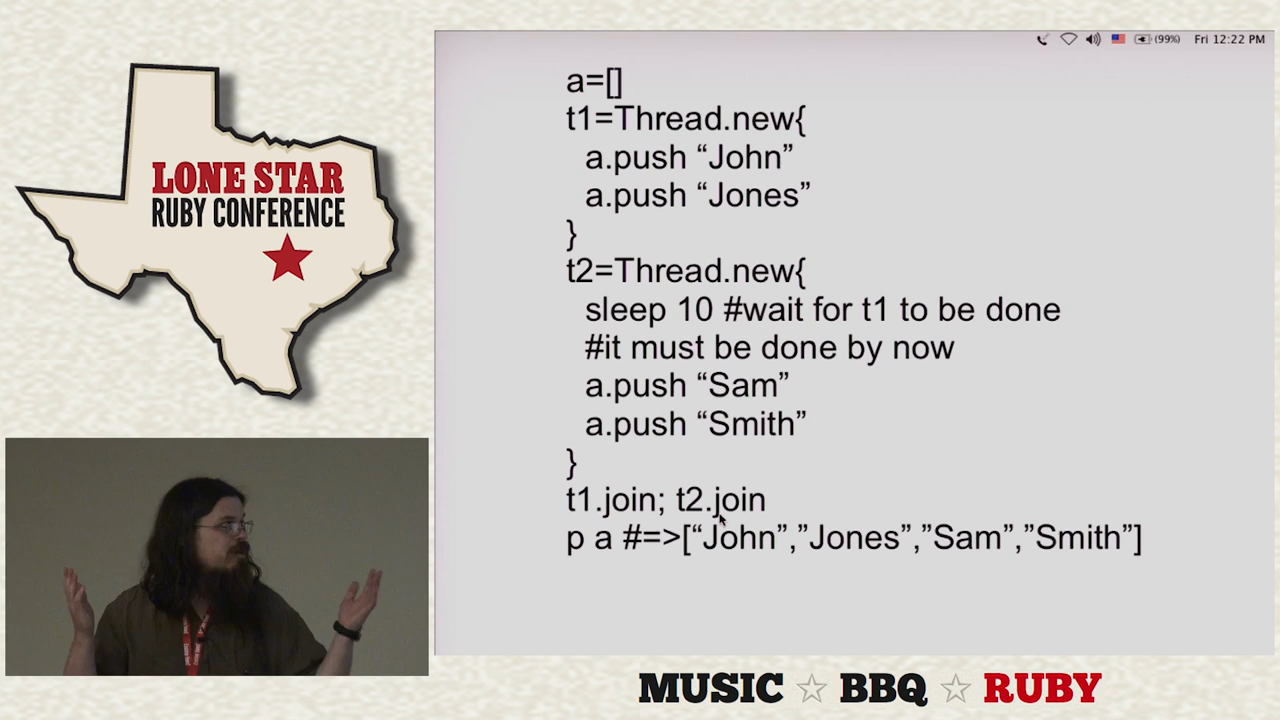 LONE STAR
RUBY CONFERENCE
(99%) Fri 12:22 PM
a=[]
t1=Thread.new{
a.push “John”
a.push “Jones”
}
t2=Thread.new{
sleep 10 #wait for t1 to be done
#it must be done by now
a.push “Sam”
a.push “Smith”
}
t1.join; t2.join
p a #=>[“John”,”Jones”,”Sam”,”Smith”]
MUSIC ☆ BBQ ☆ RUBY